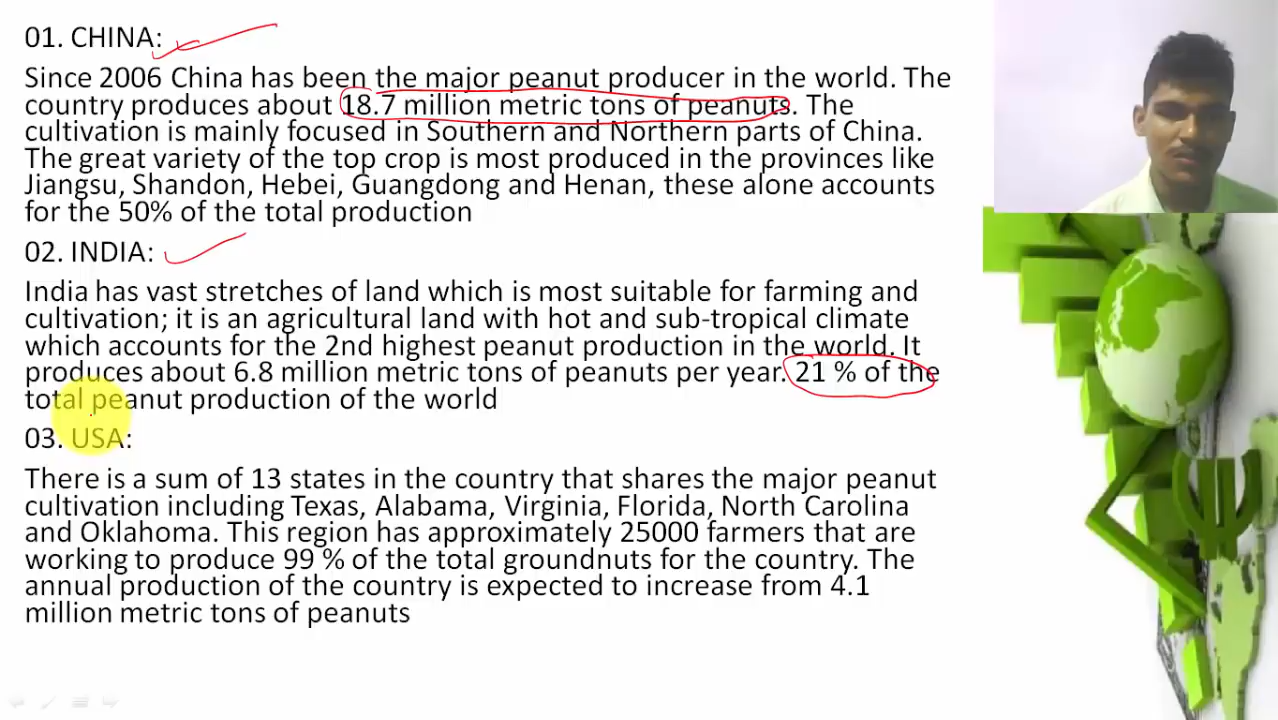 01. CHINA:
Since 2006 China has been the major peanut producer in the world. The
country produces about 18.7 million metric tons of peanuts. The
cultivation is mainly focused in Southern and Northern parts of China.
The great variety of the top crop is most produced in the provinces like
Jiangsu, Shandon, Hebei, Guangdong and Henan, these alone accounts
for the 50% of the total production
02. INDIA:
India has vast stretches of land which is most suitable for farming and
cultivation; it is an agricultural land with hot and sub-tropical climate
which accounts for the 2nd highest peanut production in the world. It
produces about 6.8 million metric tons of peanuts per year. 21 % of the
total peanut production of the world
03. USA:
There is a sum of 13 states in the country that shares the major peanut
cultivation including Texas, Alabama, Virginia, Florida, North Carolina
and Oklahoma. This region has approximately 25000 farmers that are
working to produce 99 % of the total groundnuts for the country. The
annual production of the country is expected to increase from 4.1
million metric tons of peanuts